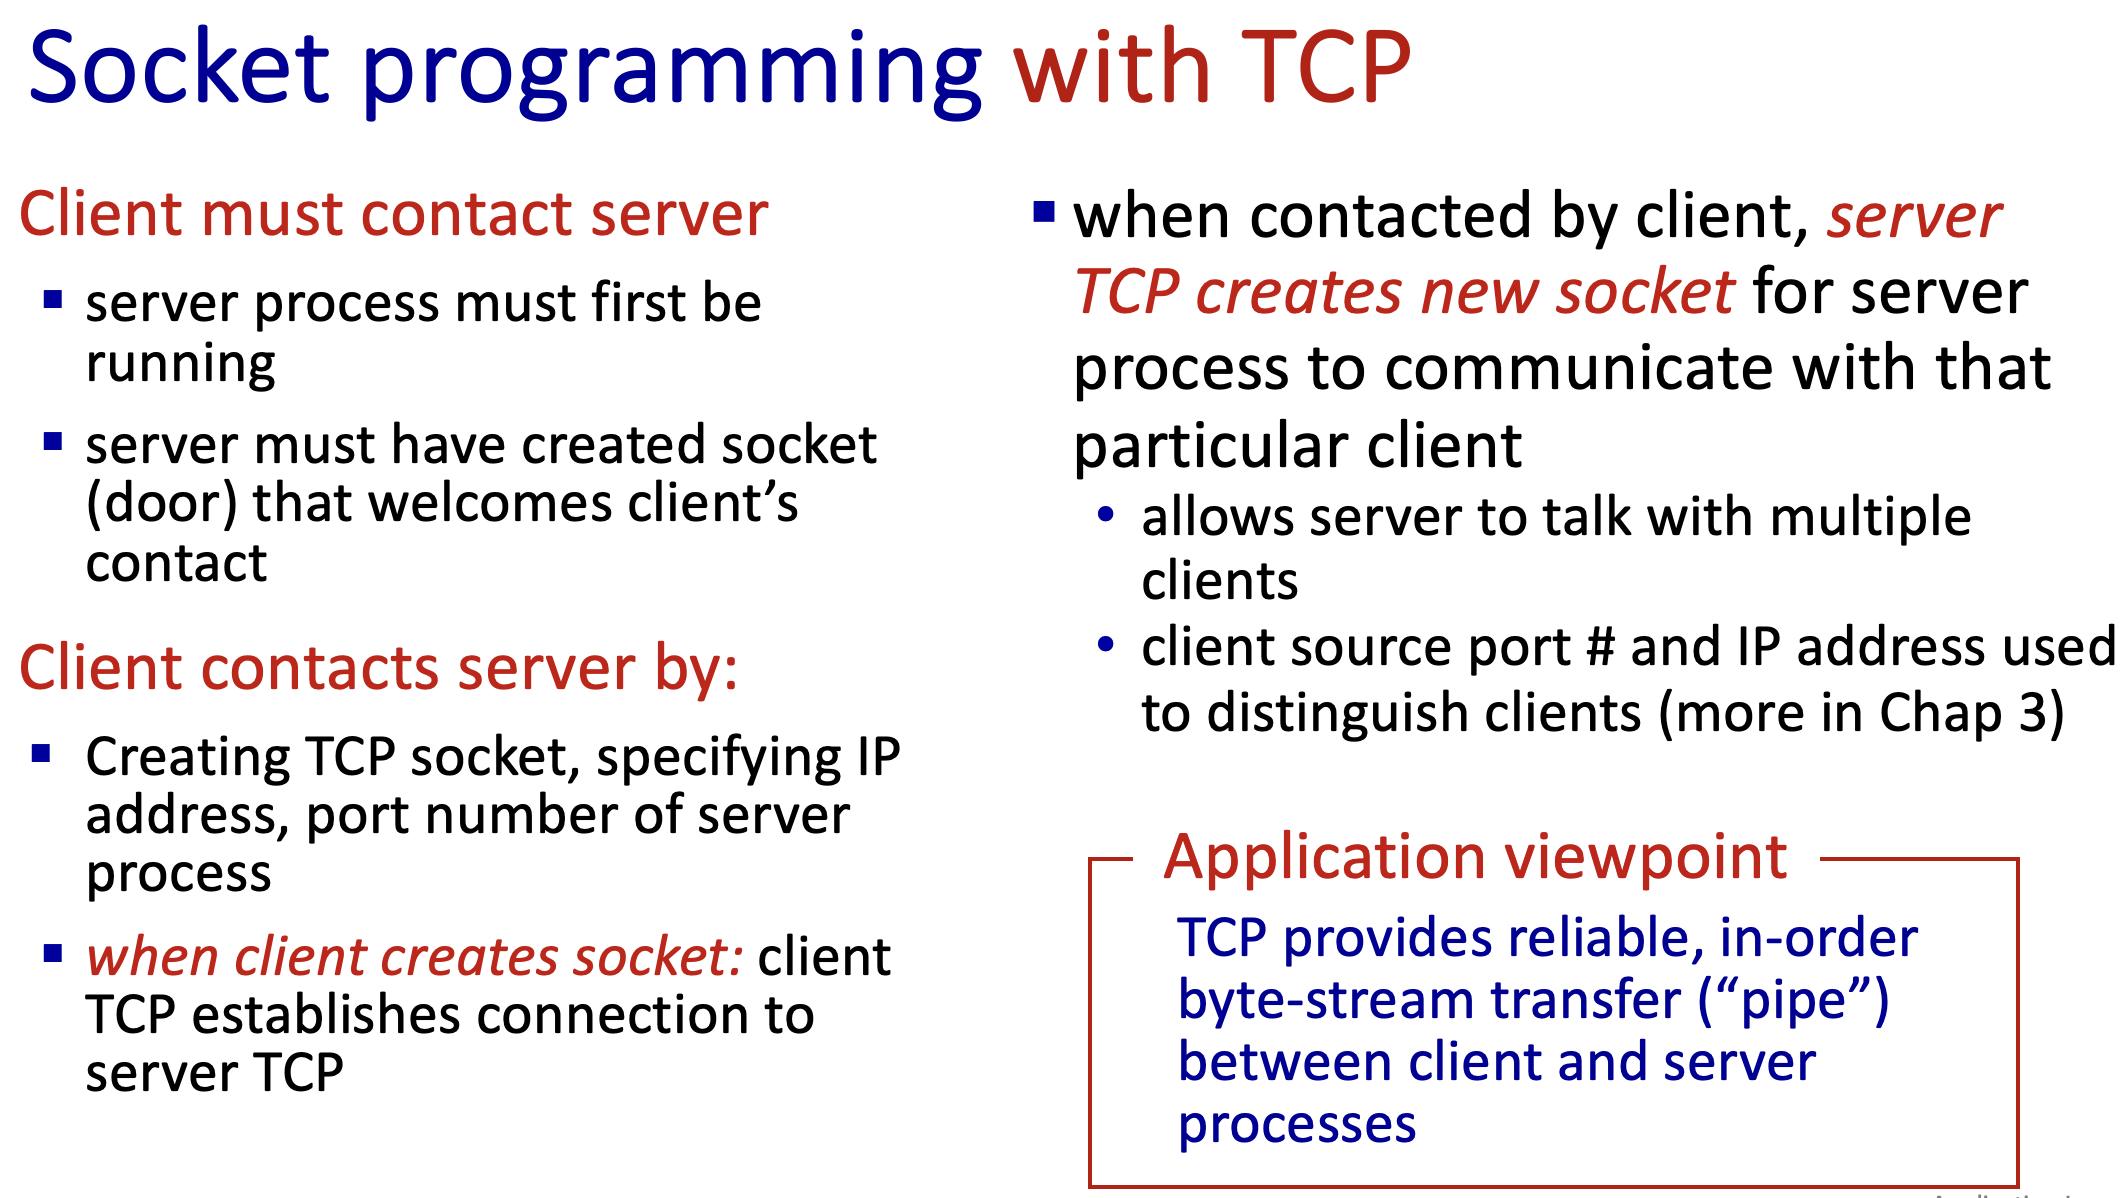 Socket programming with TCP
Client must contact server
▪ server process must first be
running
▪ server must have created socket
(door) that welcomes client’s
contact
Client contacts server by:
▪ Creating TCP socket, specifying IP
address, port number of server
process
▪ when client creates socket: client
TCP establishes connection to
server TCP
▪ when contacted by client, server
TCP creates new socket for server
process to communicate with that
particular client
• allows server to talk with multiple
clients
• client source port # and IP address used
to distinguish clients (more in Chap 3)
Application viewpoint
TCP provides reliable, in-order
byte-stream transfer (“pipe”)
between client and server
processes